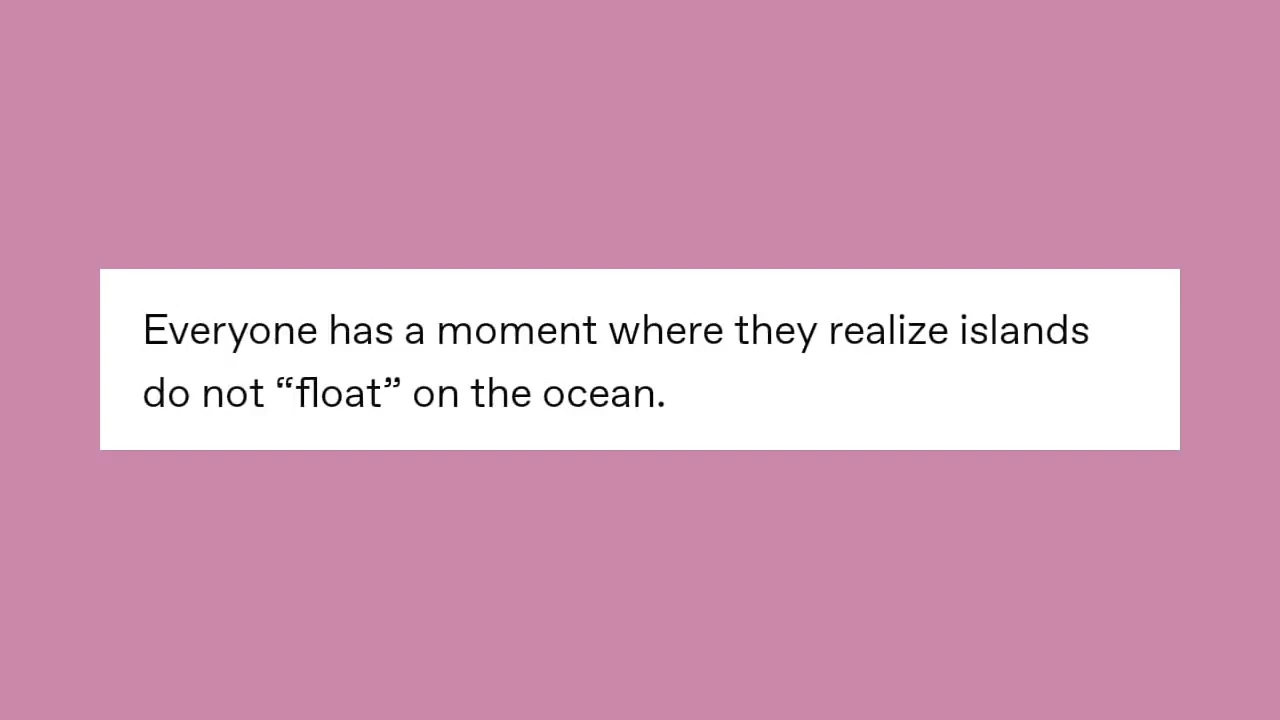 Everyone has a moment where they realize islands
do not “float” on the ocean.